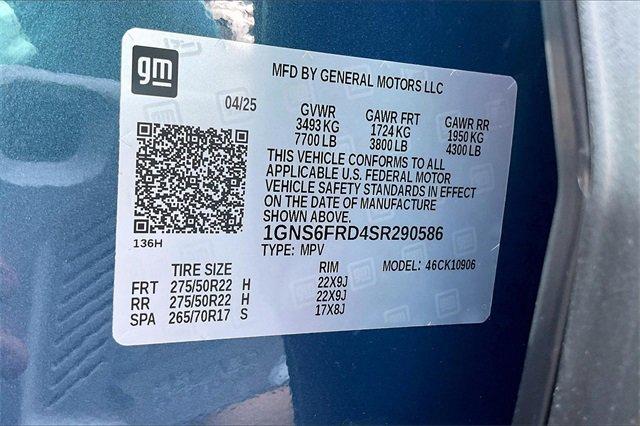 gm
MFD BY GENERAL MOTORS LLC
04/25
GVWR GAWR FRT GAWR RR
3493 KG 1724 KG 1950 KG
7700 LB 3800 LB 4300 LB
THIS VEHICLE CONFORMS TO ALL
APPLICABLE U.S. FEDERAL MOTOR
VEHICLE SAFETY STANDARDS IN EFFECT
ON THE DATE OF MANUFACTURE
SHOWN ABOVE.
136H
1GNS6FRD4SR290586
TYPE: MPV
MODEL: 46CK10906
TIRE SIZE RIM
FRT 275/50R22 H 22X9J
RR 275/50R22 H 22X9J
SPA 265/70R17 S 17X8J